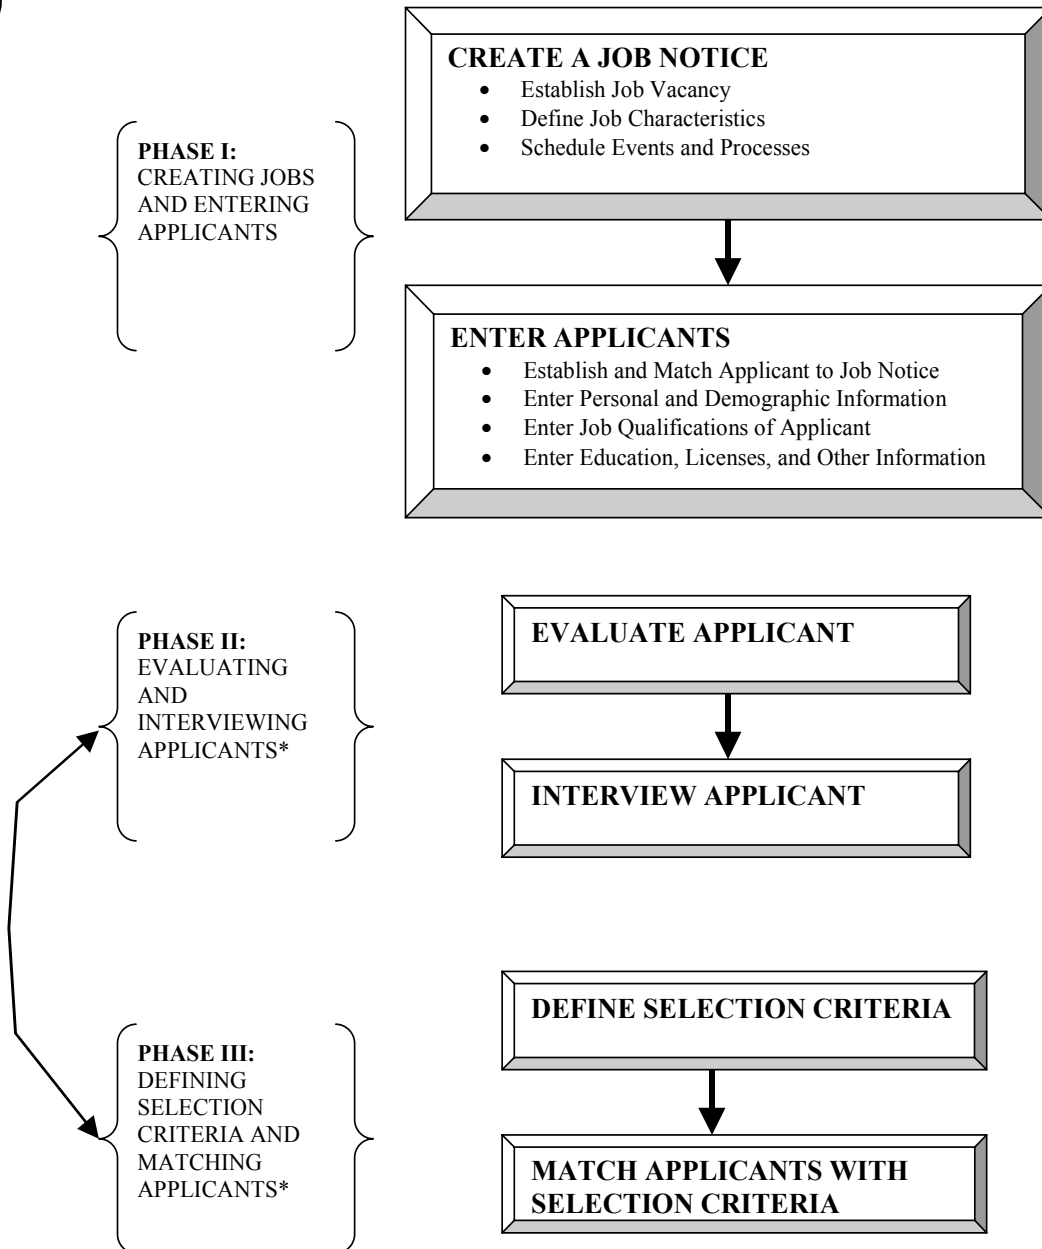 CREATE A JOB NOTICE
• Establish Job Vacancy
• Define Job Characteristics
• Schedule Events and Processes
PHASE I:
CREATING JOBS
AND ENTERING
APPLICANTS
ENTER APPLICANTS
• Establish and Match Applicant to Job Notice
• Enter Personal and Demographic Information
• Enter Job Qualifications of Applicant
• Enter Education, Licenses, and Other Information
PHASE II:
EVALUATING
AND
INTERVIEWING
APPLICANTS*
EVALUATE APPLICANT
INTERVIEW APPLICANT
PHASE III:
DEFINING
SELECTION
CRITERIA AND
MATCHING
APPLICANTS*
DEFINE SELECTION CRITERIA
MATCH APPLICANTS WITH
SELECTION CRITERIA